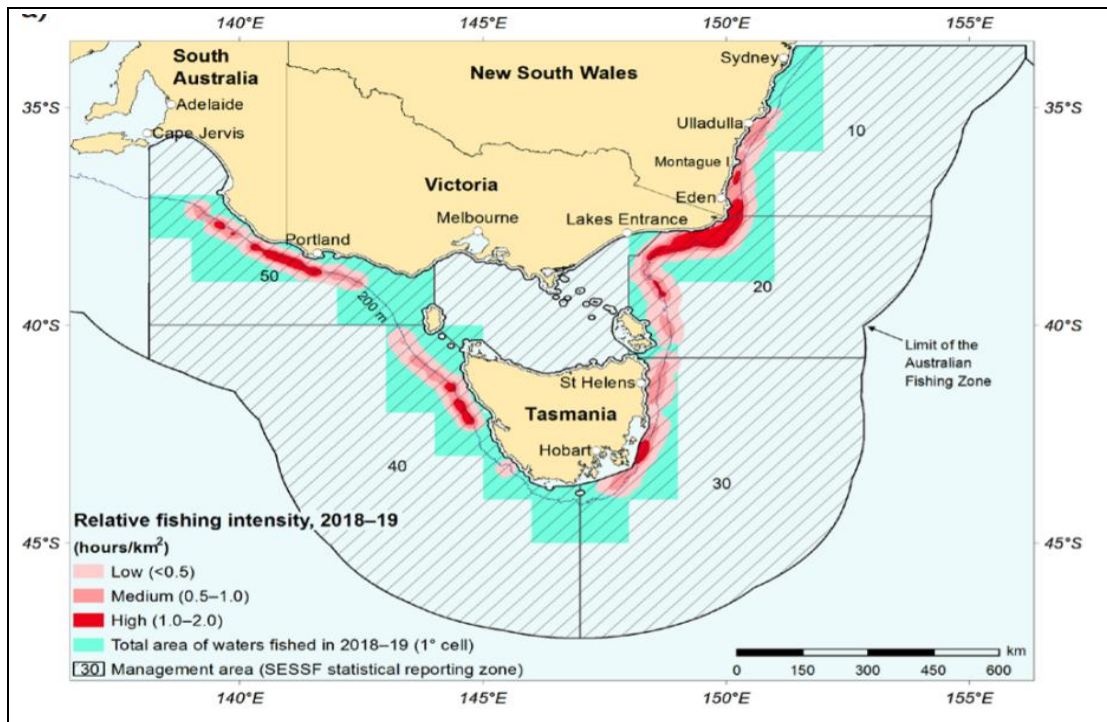 a)
140°E 145°E 150°E 155°E
South
Australia
New South Wales
Sydney
35°S Adelaide 35°S
Ulladulla
10
Cape Jervis
Montague I
Victoria
Eden
Melbourne
Lakes Entrance
Portland
50
20
200 m
40°S 40°S
Limit of the
Australian
Fishing Zone
St Helens
Tasmania
Hobart
40
30
Relative fishing intensity, 2018–19
(hours/km²)
45°S 45°S
Low (<0.5)
Medium (0.5–1.0)
High (1.0–2.0)
Total area of waters fished in 2018–19 (1° cell)
30 Management area (SESSF statistical reporting zone)
km
0 150 300 450 600
140°E 145°E 150°E 155°E